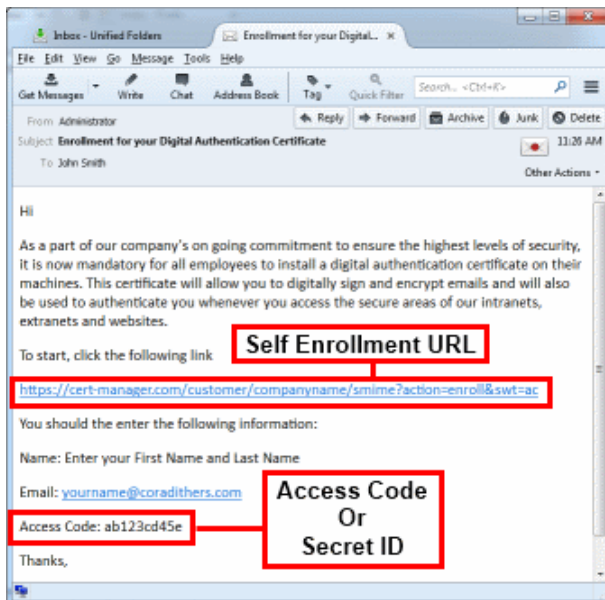 Inbox - Unified Folders
Enrollment for your Digital... ×
File Edit View Go Message Tools Help
Get Messages Write Chat Address Book Tag Quick Filter Search... <Ctrl+K>
From Administrator Reply Forward Archive Junk Delete
Subject Enrollment for your Digital Authentication Certificate 11:26 AM
To John Smith Other Actions
Hi
As a part of our company's on going commitment to ensure the highest levels of security,
it is now mandatory for all employees to install a digital authentication certificate on their
machines. This certificate will allow you to digitally sign and encrypt emails and will also
be used to authenticate you whenever you access the secure areas of our intranets,
extranets and websites.
Self Enrollment URL
To start, click the following link
https://cert-manager.com/customer/companyname/smime?action=enroll&swt=ac
You should the enter the following information:
Name: Enter your First Name and Last Name
Email: yourname@coradithers.com
Access Code: ab123cd45e
Access Code
Or
Secret ID
Thanks,